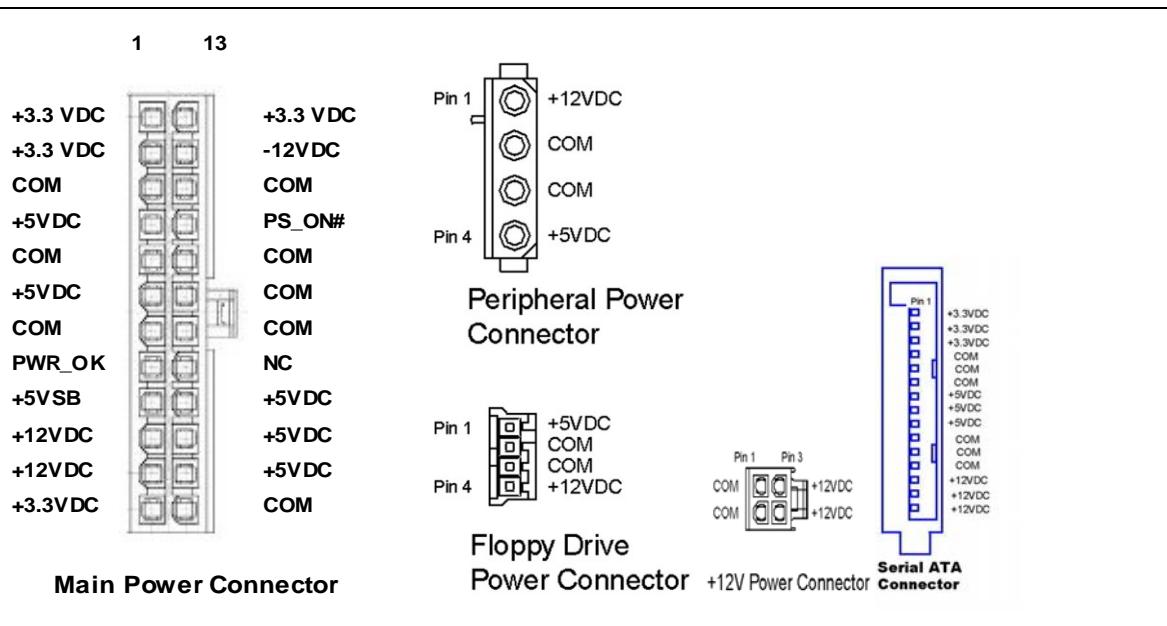 1 13
+3.3 VDC +3.3 VDC
+3.3 VDC -12VDC
COM COM
+5VDC PS_ON#
COM COM
+5VDC COM
COM COM
PWR_OK NC
+5VSB +5VDC
+12VDC +5VDC
+12VDC +5VDC
+3.3VDC COM
Main Power Connector
Pin 1 +12VDC
COM
COM
Pin 4 +5VDC
Peripheral Power
Connector
Pin 1 +5VDC
COM
COM
Pin 4 +12VDC
Floppy Drive
Power Connector
Pin 1 Pin 3
COM +12VDC
COM +12VDC
+12V Power Connector
Pin 1
+3.3VDC
+3.3VDC
+3.3VDC
COM
COM
COM
+5VDC
+5VDC
+5VDC
COM
COM
COM
+12VDC
+12VDC
+12VDC
Serial ATA
Connector